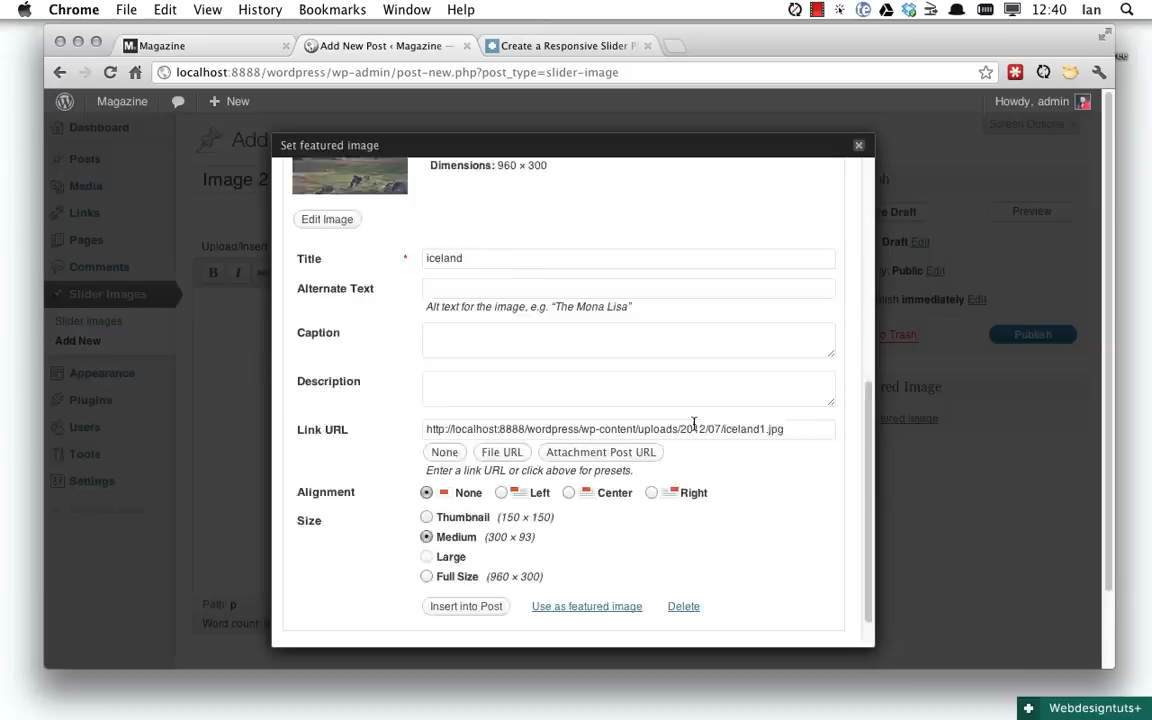 Chrome File Edit View History Bookmarks Window Help 12:40 Ian
Magazine Add New Post ‹ Magazine — Create a Responsive Slider P
localhost:8888/wordpress/wp-admin/post-new.php?post_type=slider-image
Magazine New Howdy, admin
Dashboard Add Screen Options
Set featured image
Posts
Dimensions: 960 × 300
Image 2
Media
Links
e Draft Preview
Edit Image
Pages
Draft Edit
Upload/Insert
Title * iceland
Comments
y: Public Edit
B I
Alternate Text
Slider Images
blish immediately Edit
Alt text for the image, e.g. “The Mona Lisa”
Slider Images
Caption
o Trash Publish
Add New
Appearance
Description
red Image
Plugins
ured image
Users
Link URL http://localhost:8888/wordpress/wp-content/uploads/2012/07/iceland1.jpg
Tools
None File URL Attachment Post URL
Enter a link URL or click above for presets.
Settings
Alignment None Left Center Right
Size Thumbnail (150 × 150)
Medium (300 × 93)
Large
Full Size (960 × 300)
Path: p
Insert into Post Use as featured image Delete
Word count
Webdesigntuts+